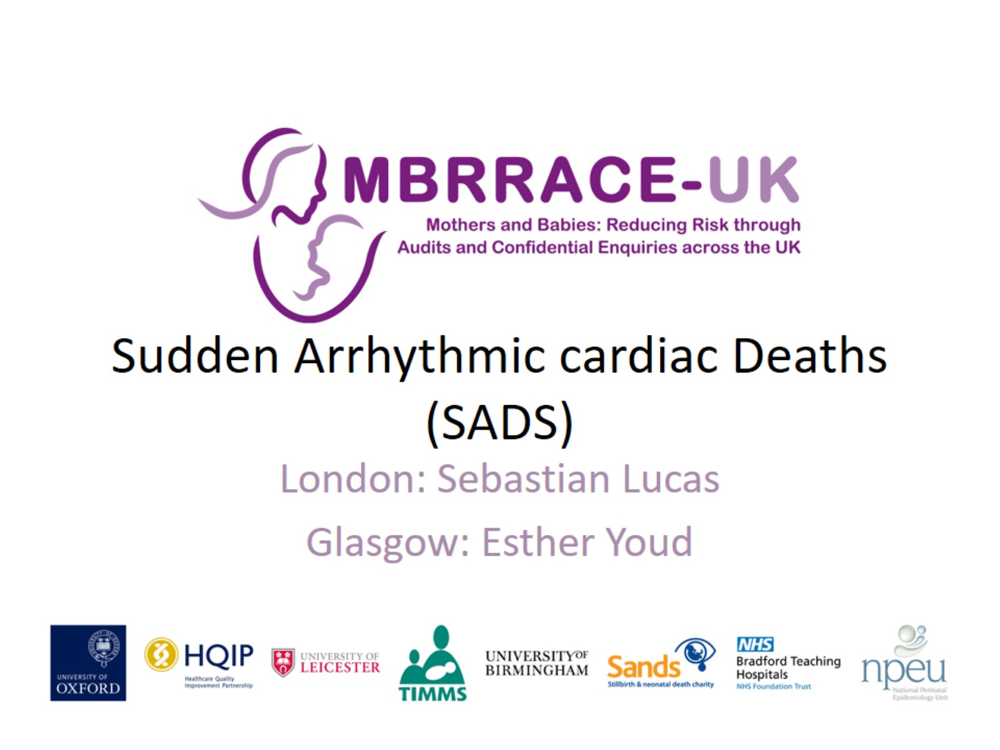 MBRRACE-UK
Mothers and Babies: Reducing Risk through
Audits and Confidential Enquiries across the UK
Sudden Arrhythmic cardiac Deaths
(SADS)
London: Sebastian Lucas
Glasgow: Esther Youd
UNIVERSITY OF
OXFORD
HQIP
Healthcare Quality
Improvement Partnership
UNIVERSITY OF
LEICESTER
TIMMS
UNIVERSITY OF
BIRMINGHAM
Sands
Stillbirth & neonatal death charity
NHS
Bradford Teaching
Hospitals
NHS Foundation Trust
npeu
National Perinatal
Epidemiology Unit